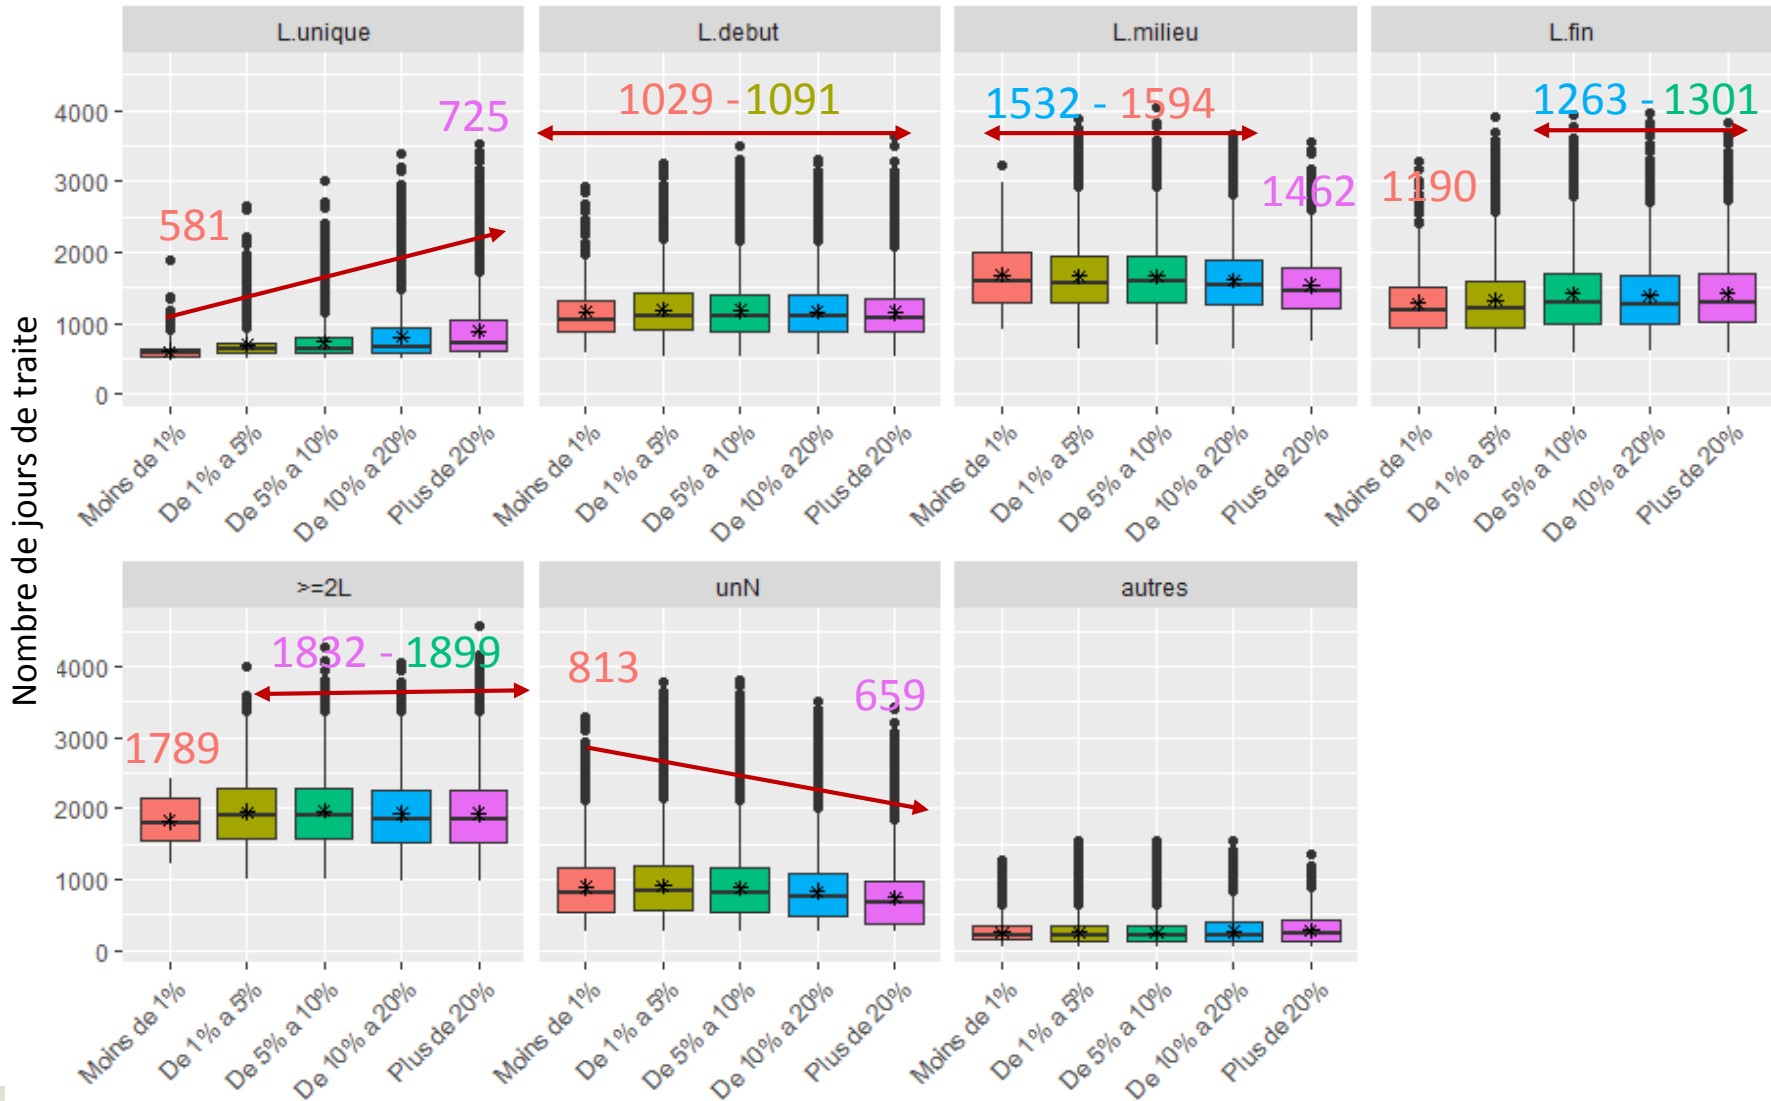 Nombre de jours de traite
L.unique
L.debut
L.milieu
L.fin
4000
3000
2000
1000
0
581
725
1029 - 1091
1532 - 1594
1462
1190
1263 - 1301
Moins de 1%
De 1% a 5%
De 5% a 10%
De 10% a 20%
Plus de 20%
Moins de 1%
De 1% a 5%
De 5% a 10%
De 10% a 20%
Plus de 20%
Moins de 1%
De 1% a 5%
De 5% a 10%
De 10% a 20%
Plus de 20%
Moins de 1%
De 1% a 5%
De 5% a 10%
De 10% a 20%
Plus de 20%
>=2L
unN
autres
4000
3000
2000
1000
0
1789
1832 - 1899
813
659
Moins de 1%
De 1% a 5%
De 5% a 10%
De 10% a 20%
Plus de 20%
Moins de 1%
De 1% a 5%
De 5% a 10%
De 10% a 20%
Plus de 20%
Moins de 1%
De 1% a 5%
De 5% a 10%
De 10% a 20%
Plus de 20%